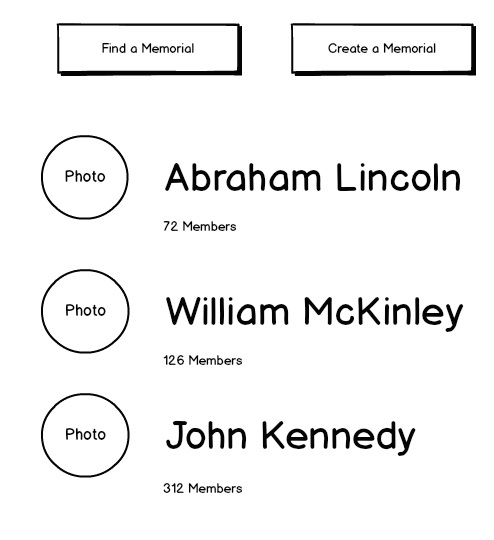 Find a Memorial
Create a Memorial
Photo
Abraham Lincoln
72 Members
Photo
William McKinley
126 Members
Photo
John Kennedy
312 Members